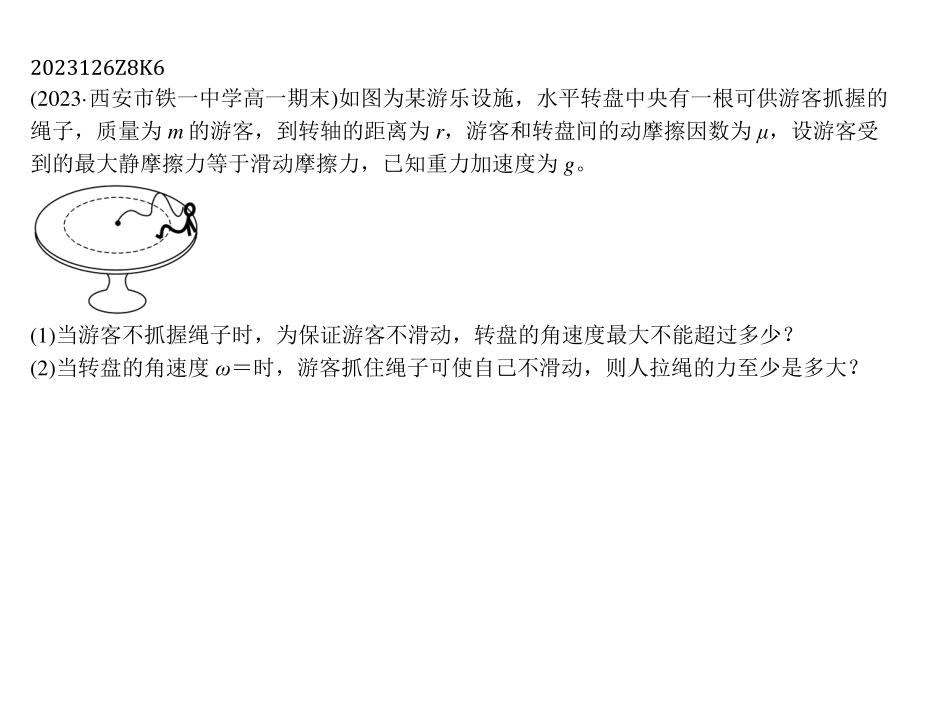 2023126Z8K6
(2023·西安市铁一中学高一期末)如图为某游乐设施，水平转盘中央有一根可供游客抓握的
绳子，质量为 m 的游客，到转轴的距离为 r，游客和转盘间的动摩擦因数为 μ，设游客受
到的最大静摩擦力等于滑动摩擦力，已知重力加速度为 g。
(1)当游客不抓握绳子时，为保证游客不滑动，转盘的角速度最大不能超过多少？
(2)当转盘的角速度 ω＝时，游客抓住绳子可使自己不滑动，则人拉绳的力至少是多大？